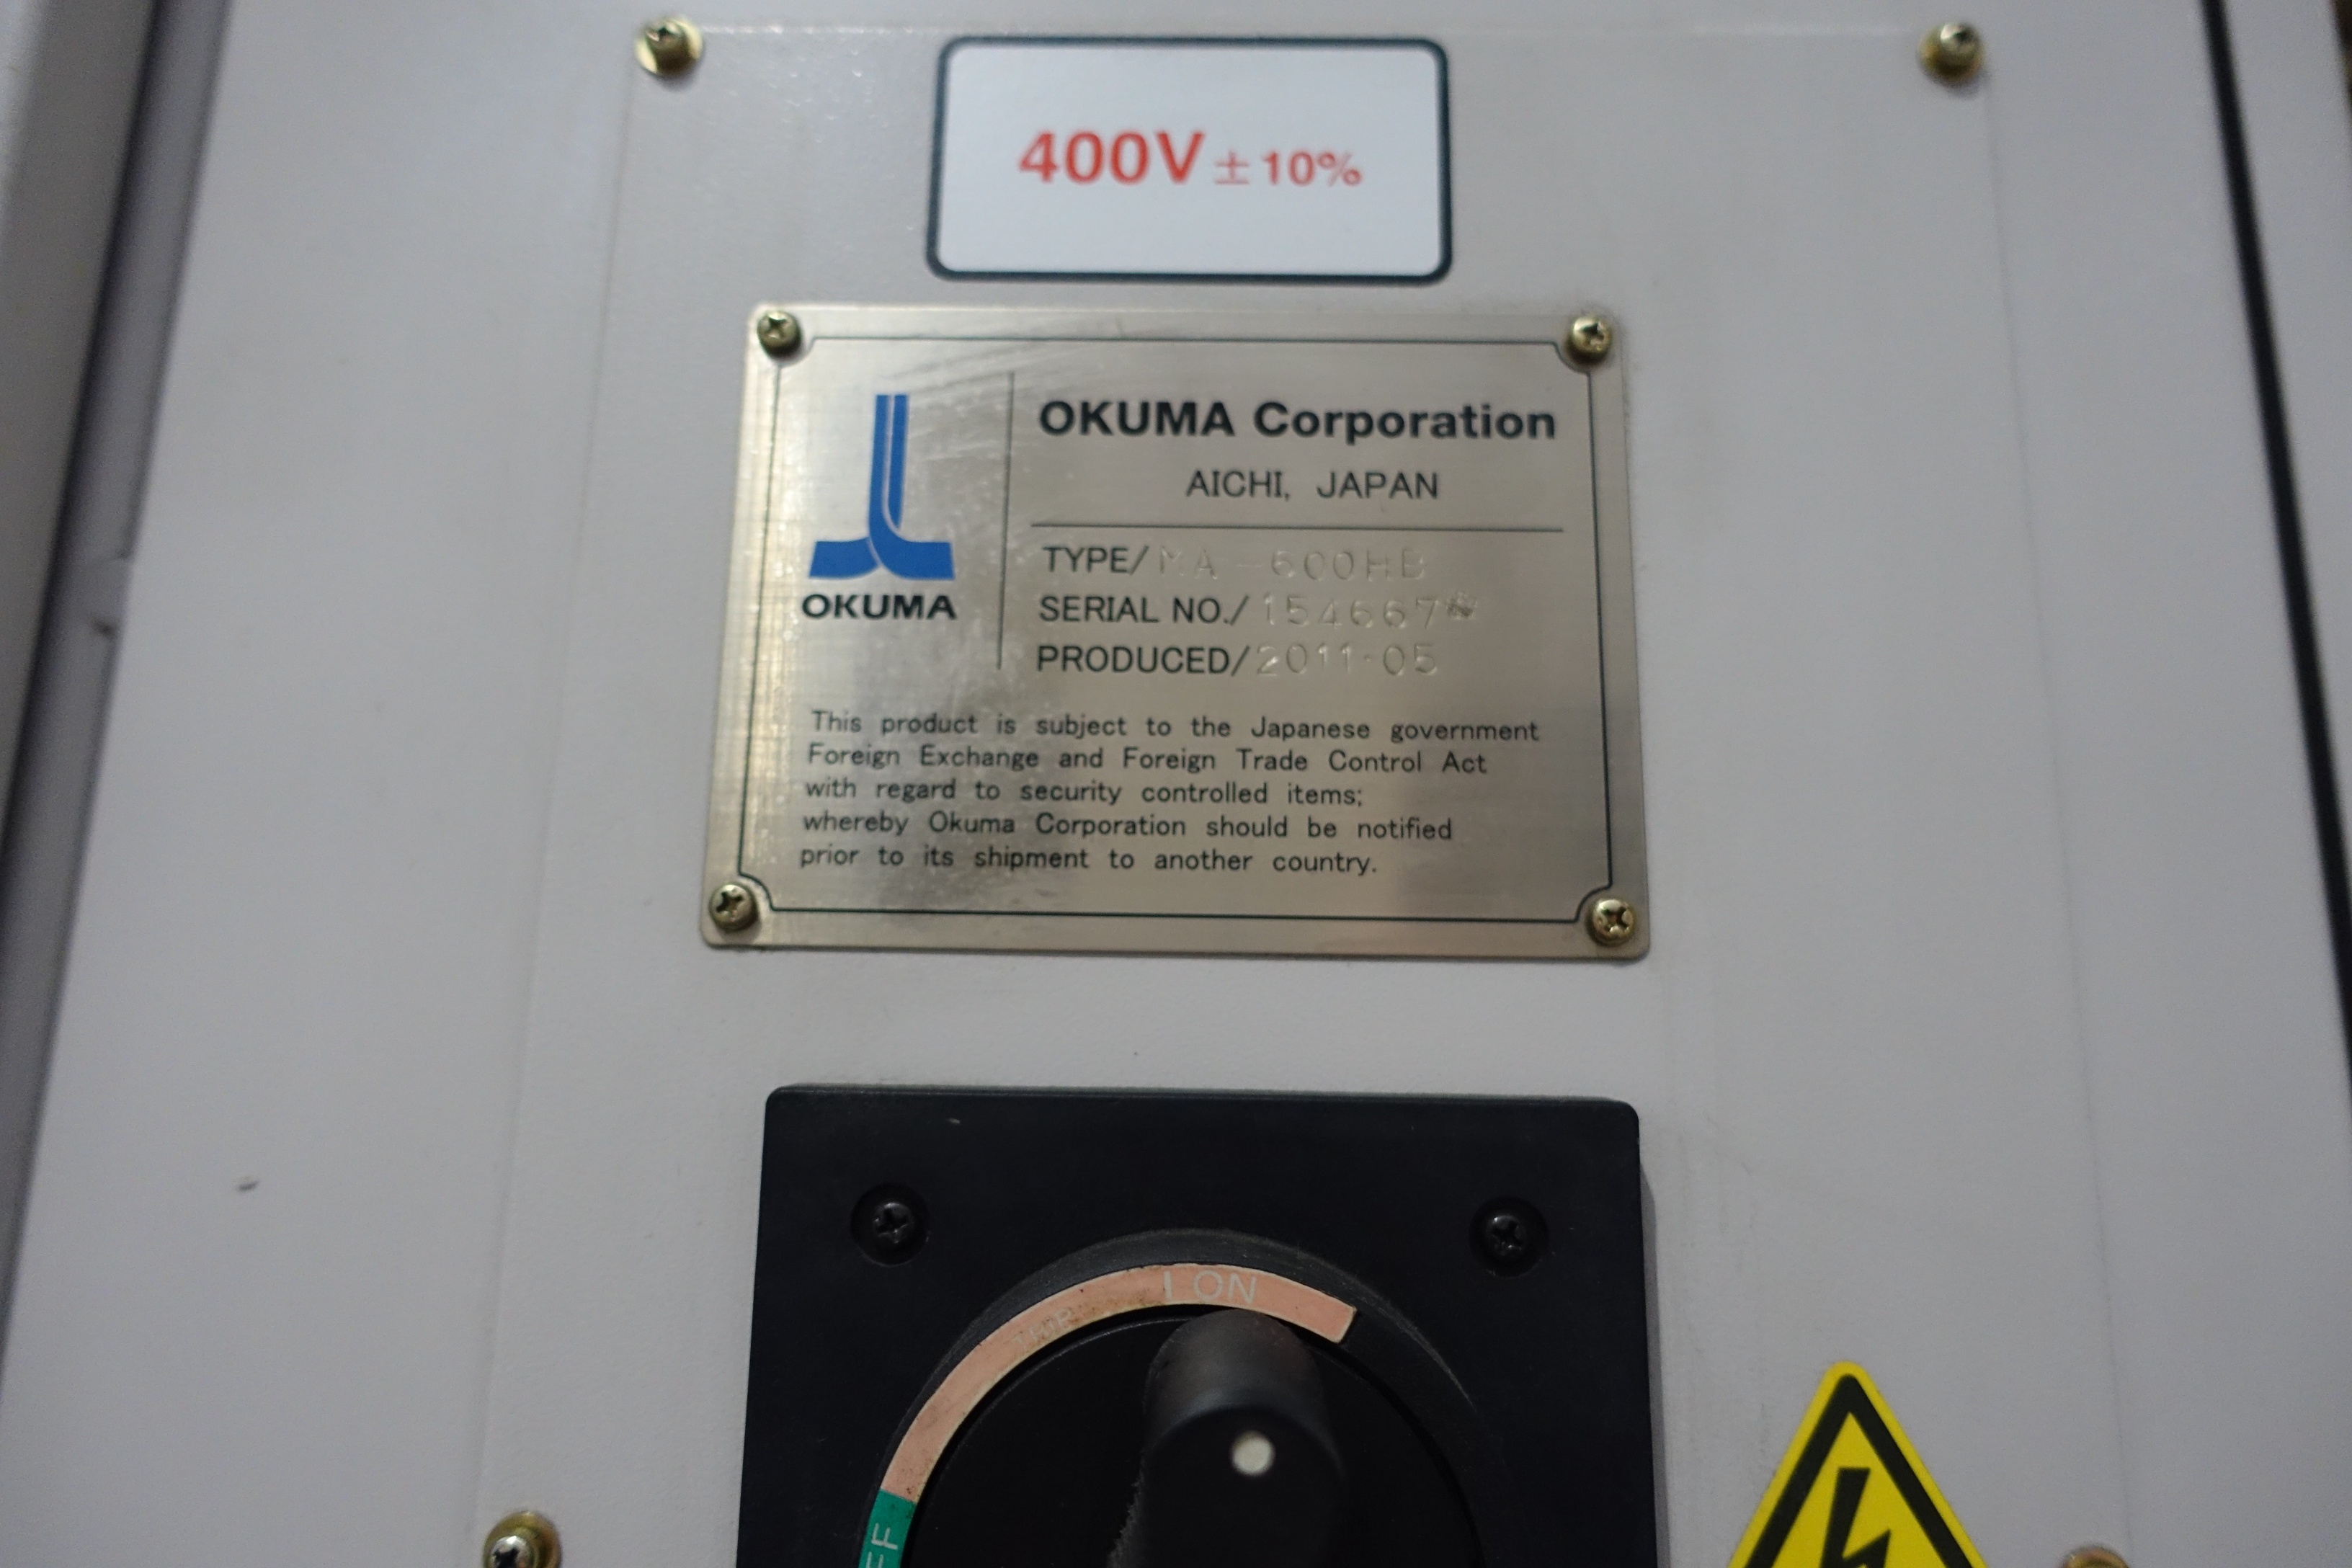 400V ± 10%
OKUMA Corporation
AICHI, JAPAN
TYPE/ MA-600HB
SERIAL NO./ 154667
PRODUCED/ 2011-05
OKUMA
This product is subject to the Japanese government
Foreign Exchange and Foreign Trade Control Act
with regard to security controlled items;
whereby Okuma Corporation should be notified
prior to its shipment to another country.
I ON